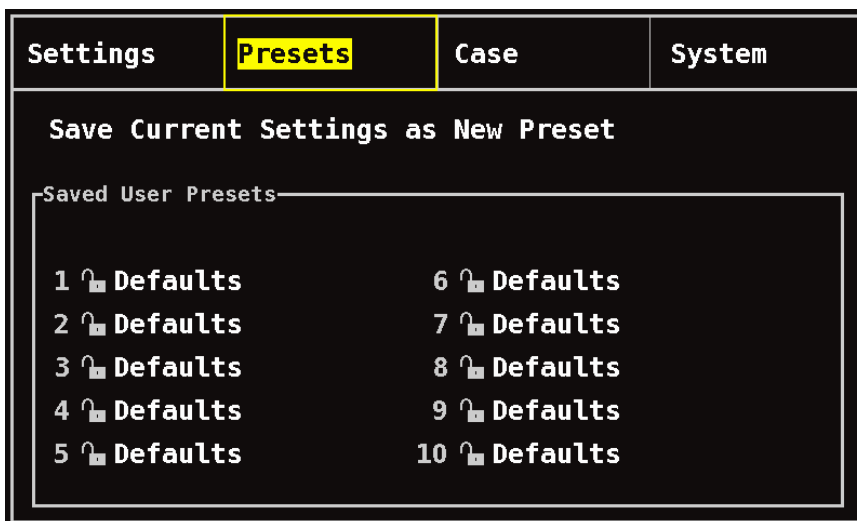 Settings Presets Case System
Save Current Settings as New Preset
Saved User Presets
1 Defaults
2 Defaults
3 Defaults
4 Defaults
5 Defaults
6 Defaults
7 Defaults
8 Defaults
9 Defaults
10 Defaults